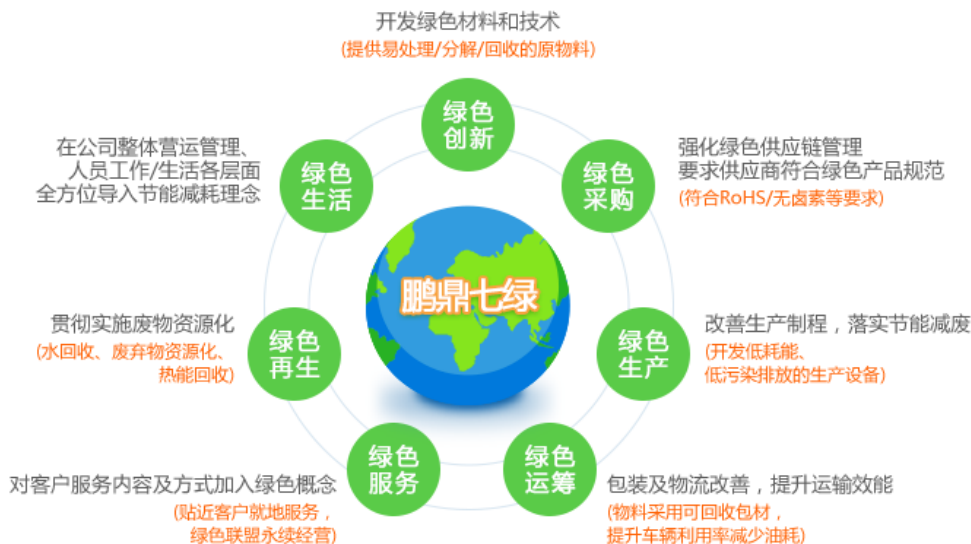 开发绿色材料和技术
(提供易处理/分解/回收的原物料)
绿色
创新
强化绿色供应链管理
要求供应商符合绿色产品规范
(符合RoHS/无卤素等要求)
绿色
采购
改善生产制程，落实节能减废
(开发低耗能、
低污染排放的生产设备)
绿色
生产
包装及物流改善，提升运输效能
(物料采用可回收包材，
提升车辆利用率减少油耗)
绿色
运筹
对客户服务内容及方式加入绿色概念
(贴近客户就地服务，
绿色联盟永续经营)
绿色
服务
贯彻实施废物资源化
(水回收、废弃物资源化、
热能回收)
绿色
再生
在公司整体营运管理、
人员工作/生活各层面
全方位导入节能减耗理念
绿色
生活
鹏鼎七绿